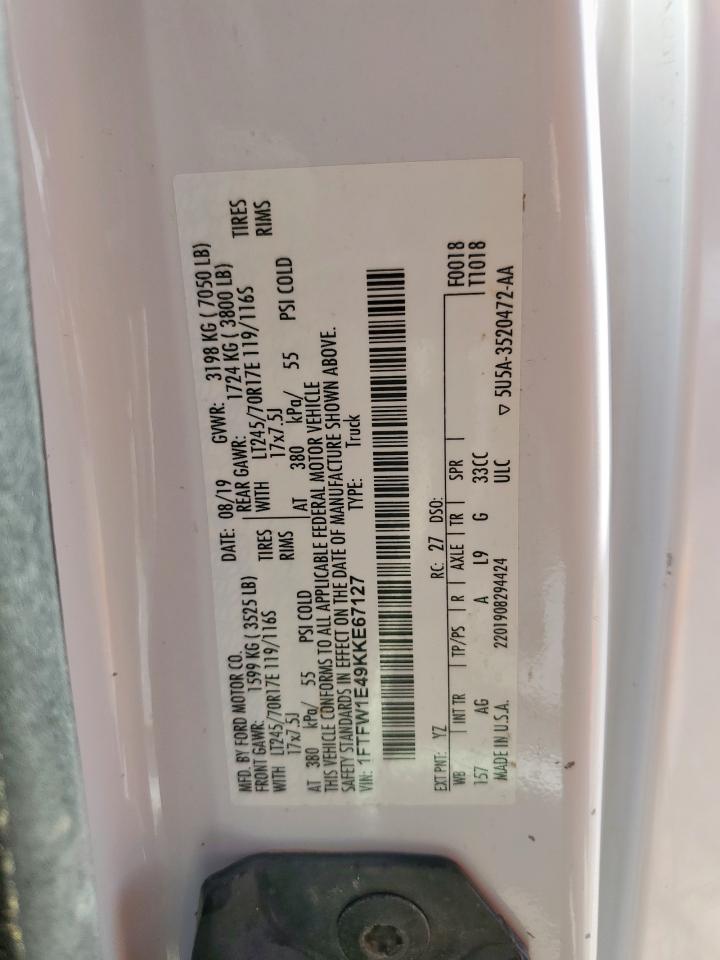 MFD. BY FORD MOTOR CO.
DATE: 08/19 GVWR: 3198 KG ( 7050 LB)
FRONT GAWR: 1599 KG ( 3525 LB) REAR GAWR: 1724 KG ( 3800 LB)
WITH LT245/70R17E 119/116S TIRES WITH LT245/70R17E 119/116S TIRES
17x7.5J RIMS 17x7.5J RIMS
AT 380 kPa/ 55 PSI COLD AT 380 kPa/ 55 PSI COLD
THIS VEHICLE CONFORMS TO ALL APPLICABLE FEDERAL MOTOR VEHICLE
SAFETY STANDARDS IN EFFECT ON THE DATE OF MANUFACTURE SHOWN ABOVE.
VIN: 1FTFW1E49KKE67127 TYPE: Truck
EXT PNT: YZ RC: 27 DSO: F0018
WB INT TR TP/PS R AXLE TR SPR T1018
157 AG A L9 G 33CC
MADE IN U.S.A. 2201908294424 ULC ▽ 5U5A-3520472-AA